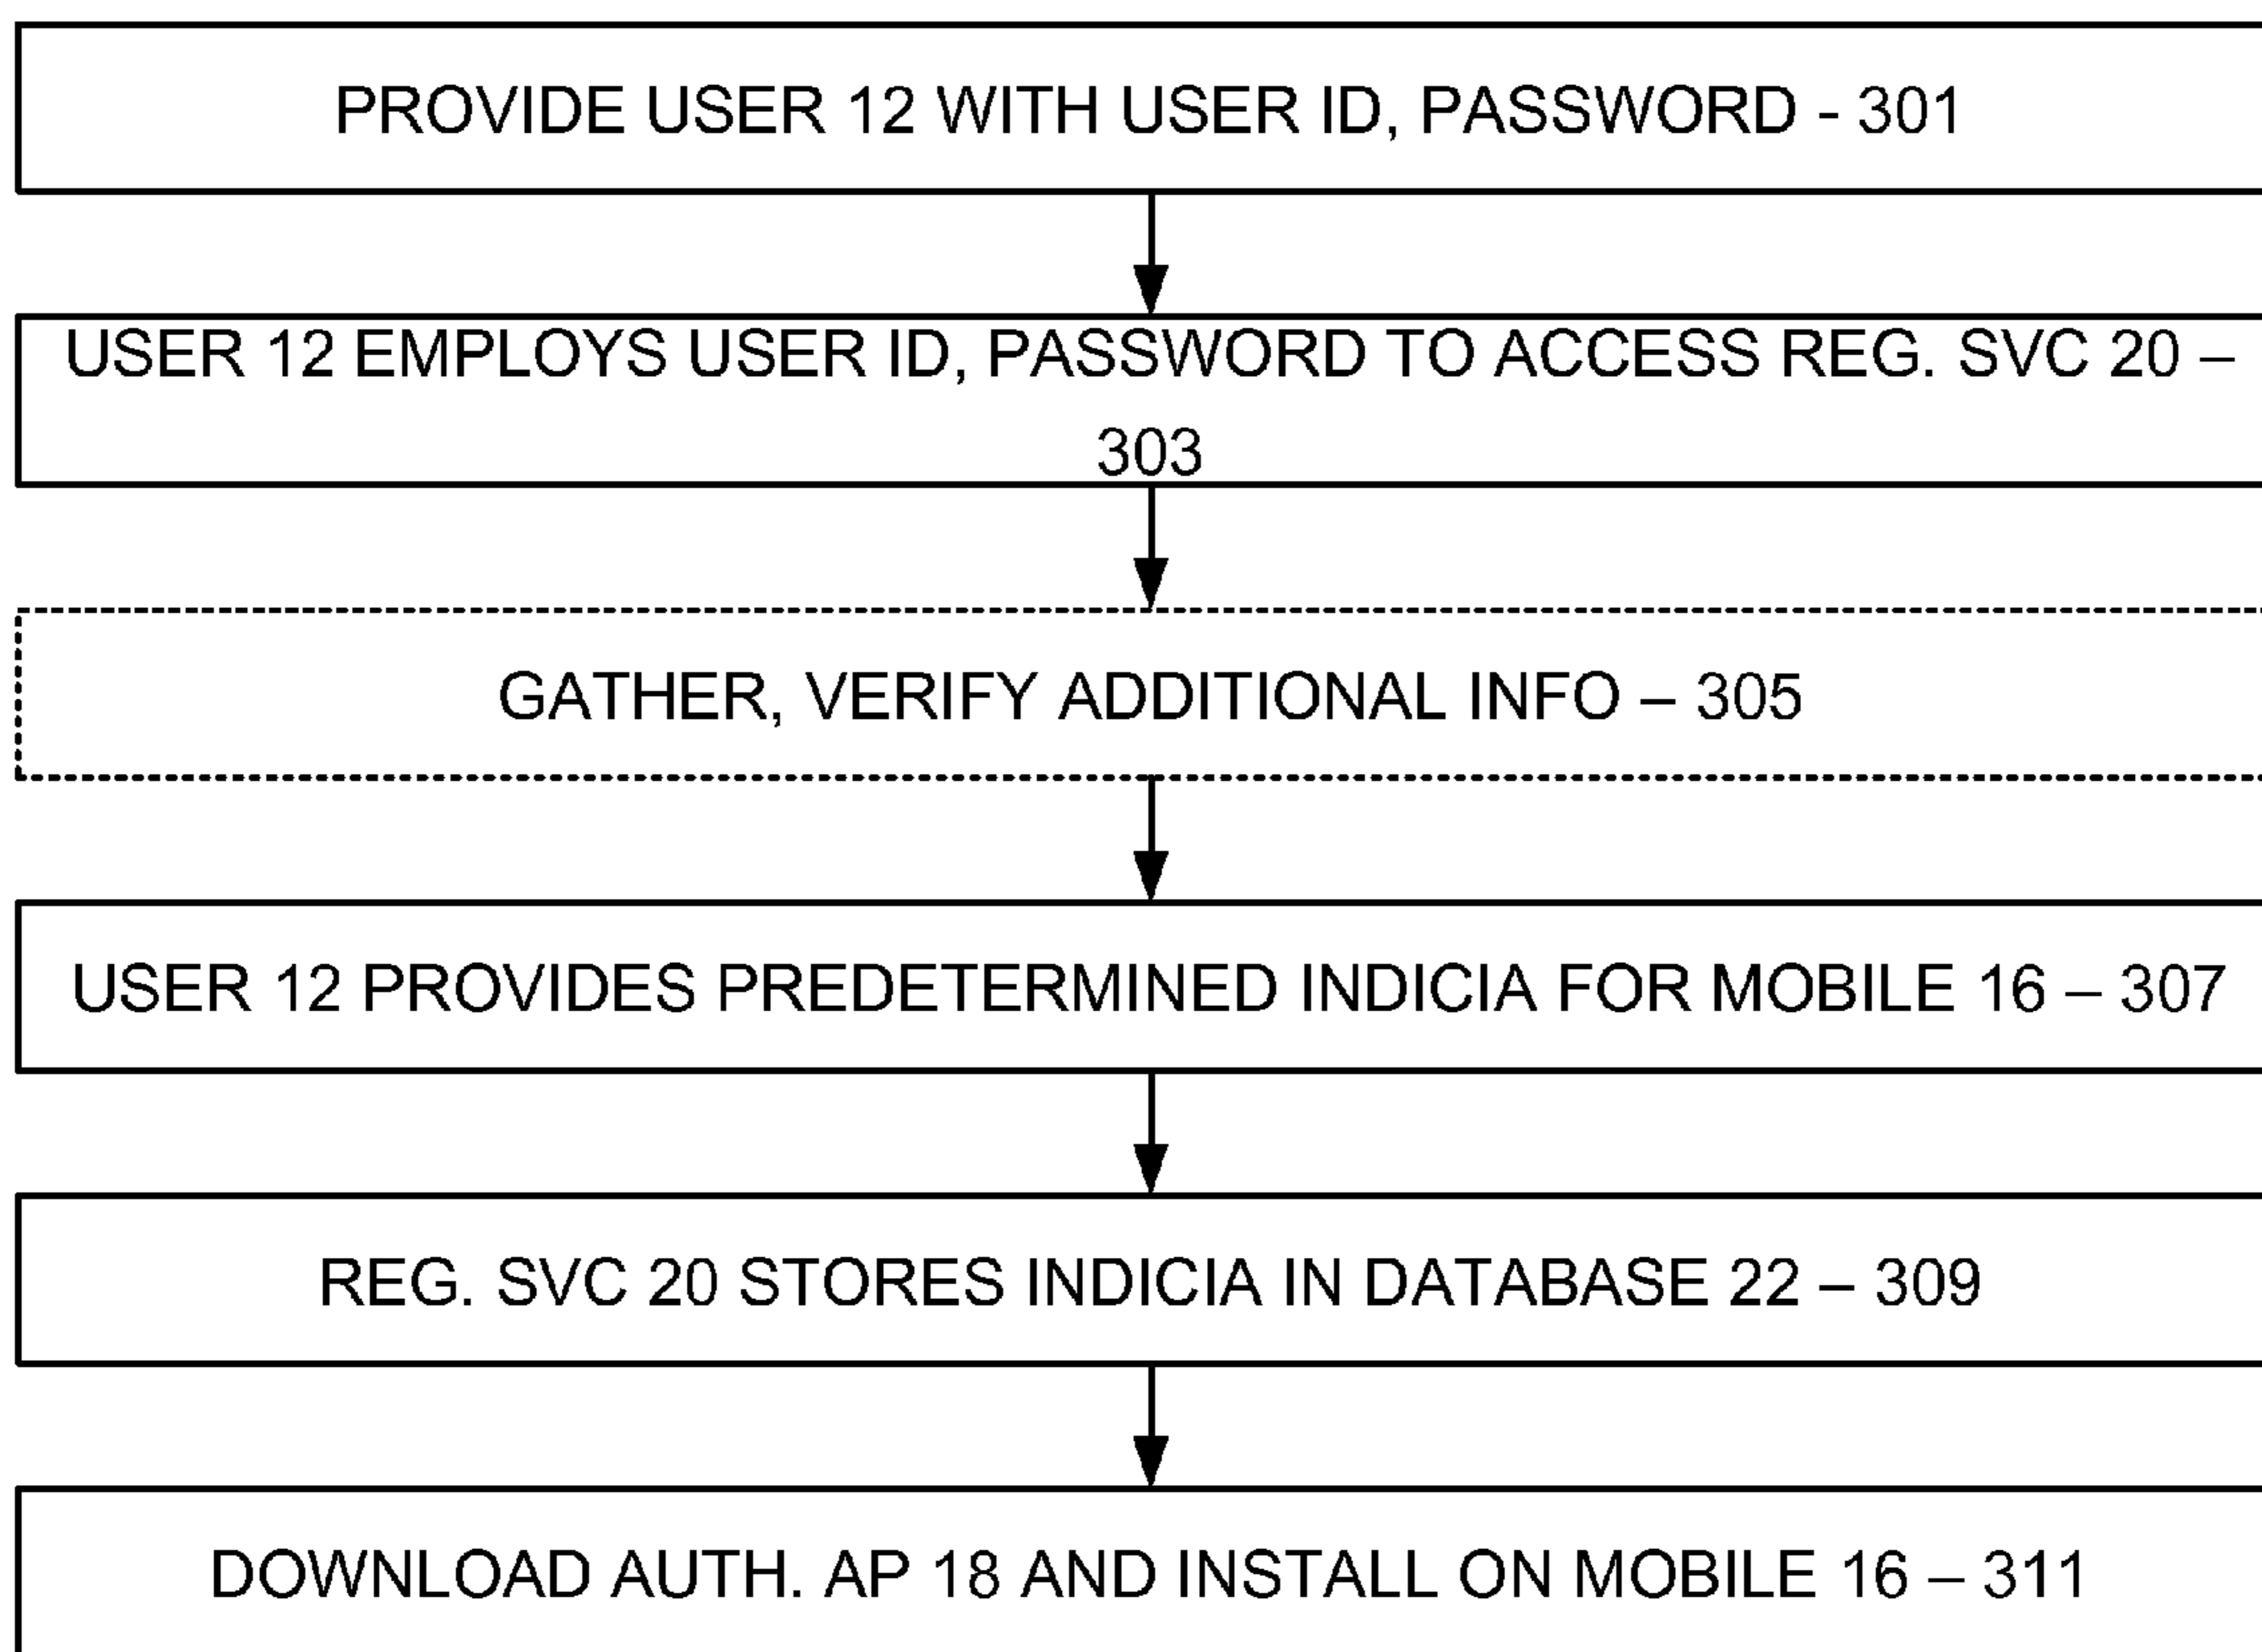 PROVIDE USER 12 WITH USER ID, PASSWORD - 301
USER 12 EMPLOYS USER ID, PASSWORD TO ACCESS REG. SVC 20 –
303
GATHER, VERIFY ADDITIONAL INFO – 305
USER 12 PROVIDES PREDETERMINED INDICIA FOR MOBILE 16 – 307
REG. SVC 20 STORES INDICIA IN DATABASE 22 – 309
DOWNLOAD AUTH. AP 18 AND INSTALL ON MOBILE 16 – 311